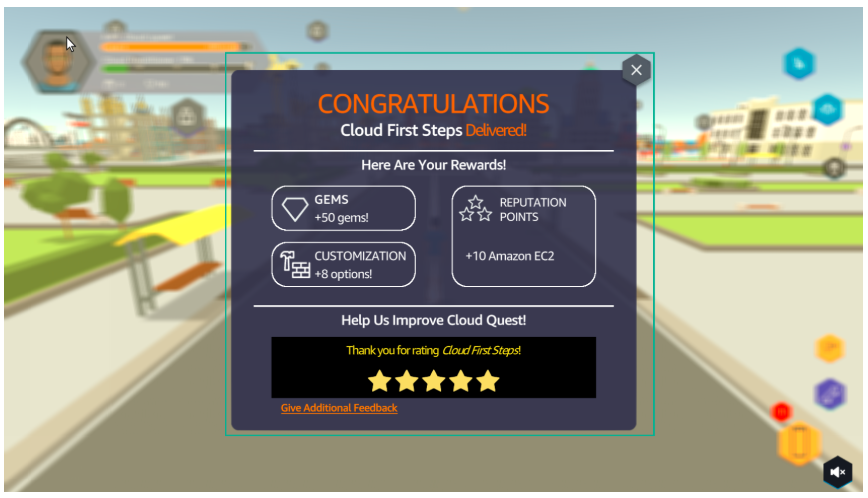 CONGRATULATIONS
Cloud First Steps Delivered!
Here Are Your Rewards!
GEMS
+50 gems!
CUSTOMIZATION
+8 options!
REPUTATION
POINTS
+10 Amazon EC2
Help Us Improve Cloud Quest!
Thank you for rating Cloud First Steps!
Give Additional Feedback